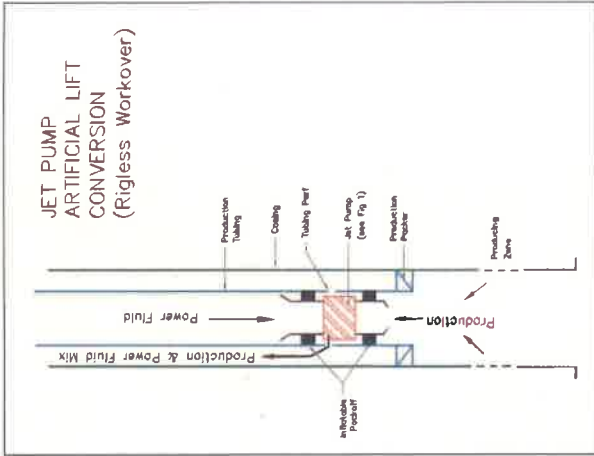 JET PUMP
ARTIFICIAL LIFT
CONVERSION
(Rigless Workover)
Production
Tubing
Casing
Tubing Perf
Jet Pump
(see Fig 1)
Production
Packer
Producing
Zone
Power Fluid
Production & Power Fluid Mix
Production
Inflatable
Packoff